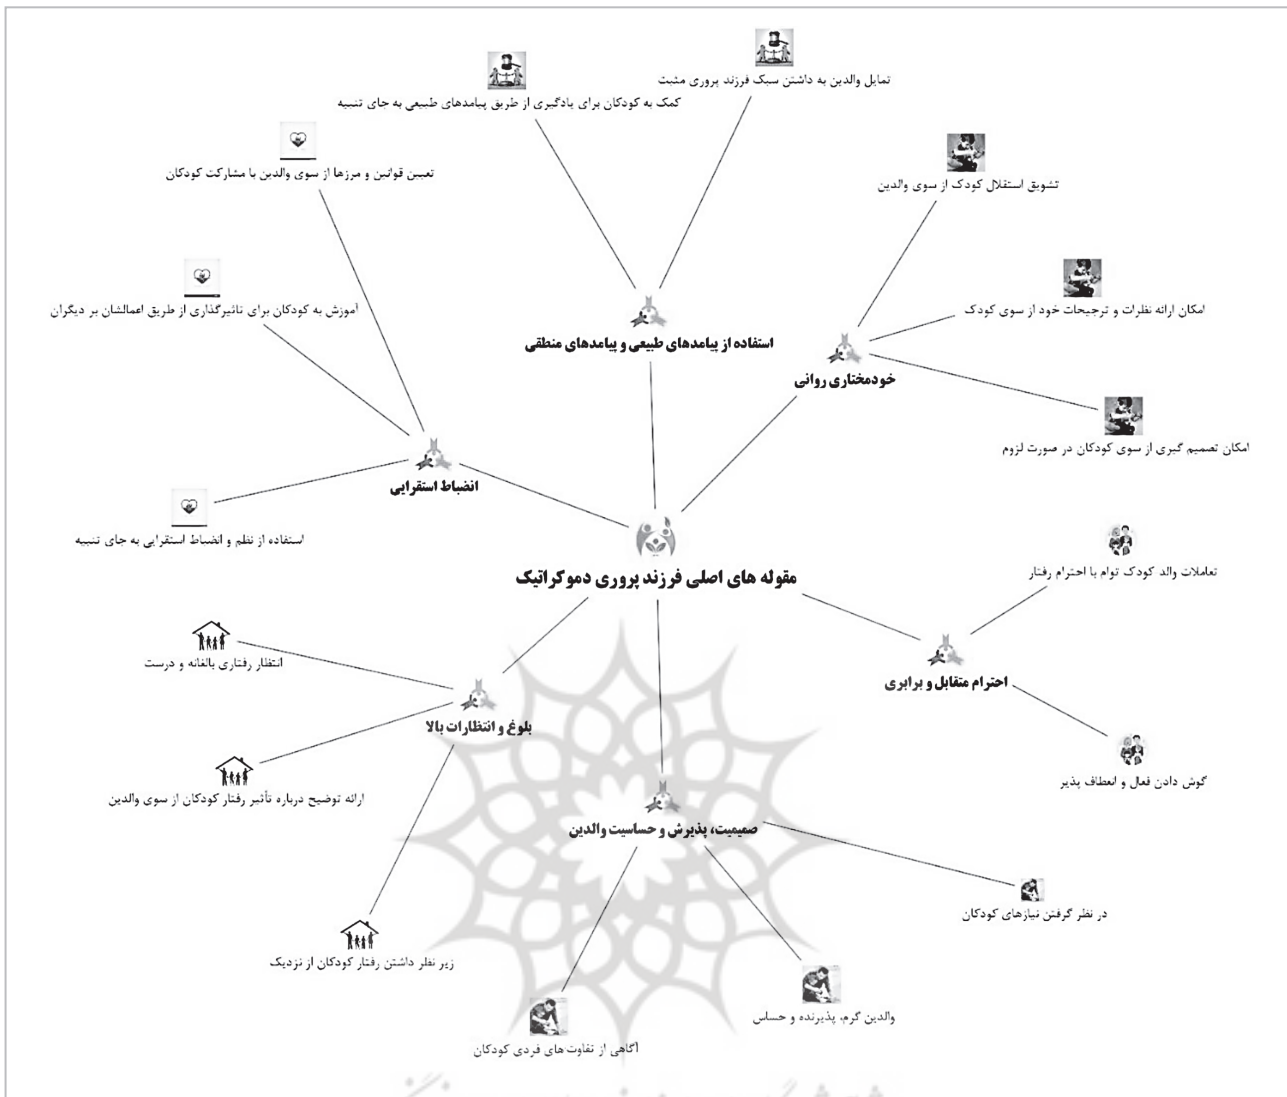 تمایل والدین به داشتن سبک فرزند پروری مثبت
کمک به کودکان برای یادگیری از طریق پیامدهای طبیعی به جای تنبیه
تعیین قوانین و مرزها از سوی والدین با مشارکت کودکان
تشویق استقلال کودک از سوی والدین
آموزش به کودکان برای تاثیرگذاری از طریق اعمالشان بر دیگران
امکان ارائه نظرات و ترجیحات خود از سوی کودک
استفاده از پیامدهای طبیعی و پیامدهای منطقی
خودمختاری روانی
امکان تصمیم گیری از سوی کودکان در صورت لزوم
انضباط استقرایی
استفاده از نظم و انضباط استقرایی به جای تنبیه
مقوله های اصلی فرزند پروری دموکراتیک
تعاملات والد کودک توام با احترام رفتار
انتظار رفتاری بالغانه و درست
احترام متقابل و برابری
بلوغ و انتظارات بالا
گوش دادن فعال و انعطاف پذیر
ارائه توضیح درباره تأثیر رفتار کودکان از سوی والدین
صمیمیت، پذیرش و حساسیت والدین
در نظر گرفتن نیازهای کودکان
زیر نظر داشتن رفتار کودکان از نزدیک
والدین گرم، پذیرنده و حساس
آگاهی از تفاوت های فردی کودکان